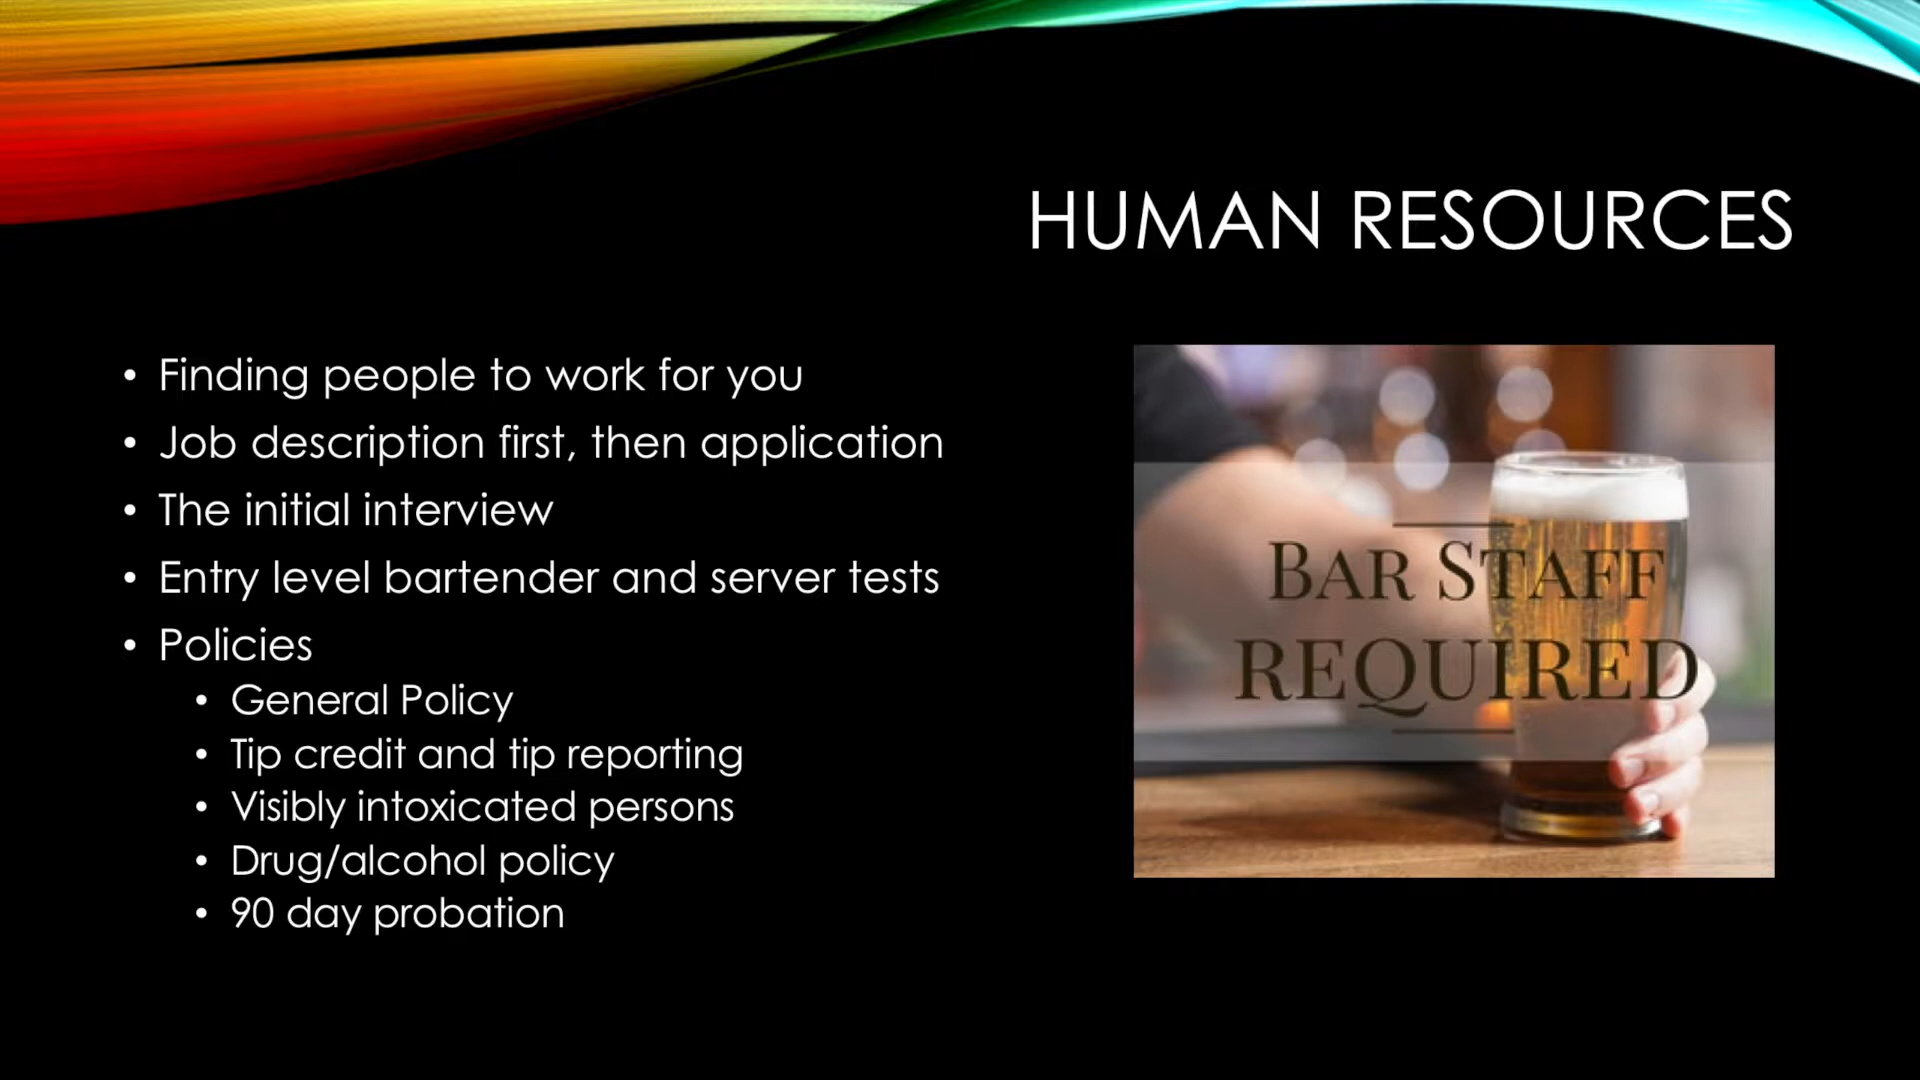 HUMAN RESOURCES
• Finding people to work for you
• Job description first, then application
• The initial interview
• Entry level bartender and server tests
• Policies
• General Policy
• Tip credit and tip reporting
• Visibly intoxicated persons
• Drug/alcohol policy
• 90 day probation
BAR STAFF
REQUIRED